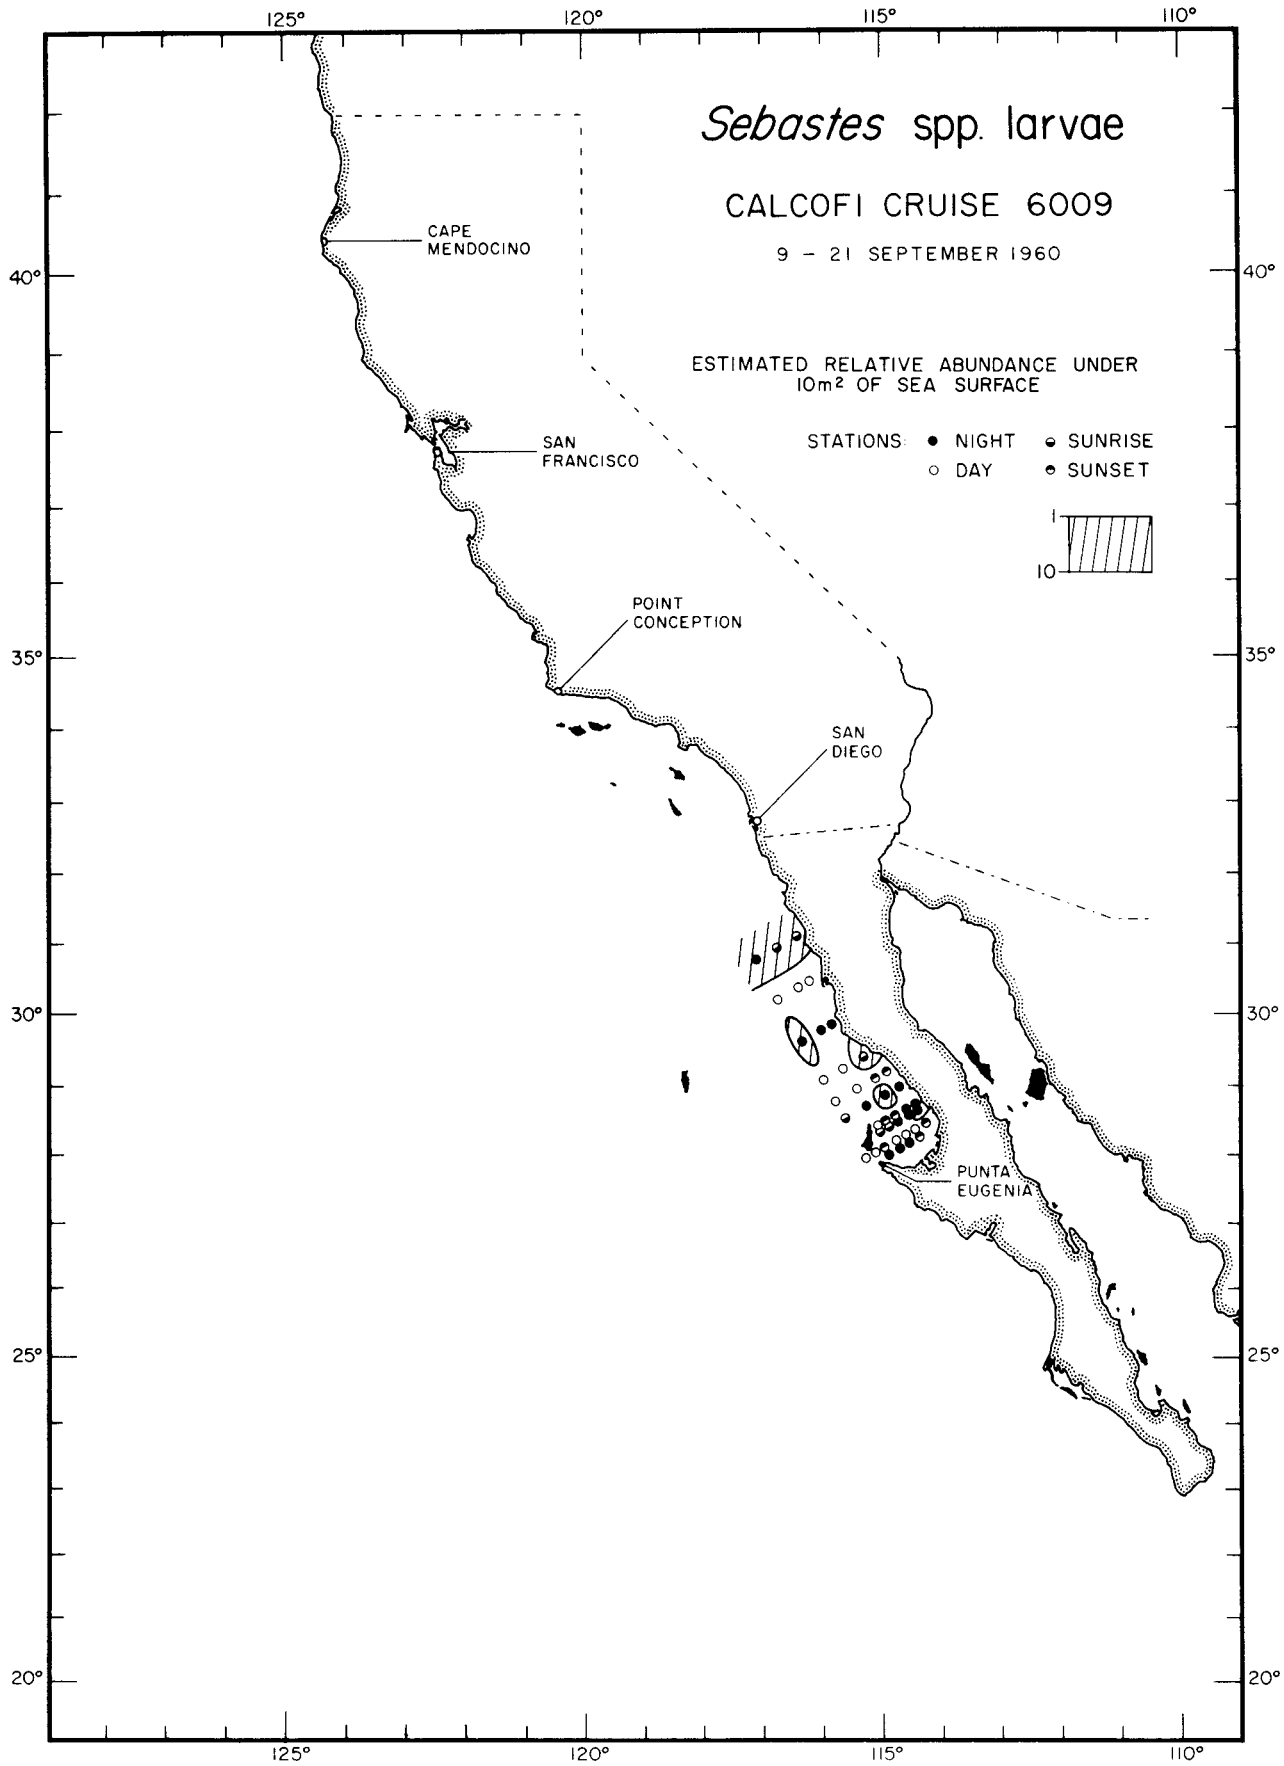 125°
120°
115°
110°
Sebastes spp. larvae
CALCOFI CRUISE 6009
9 – 21 SEPTEMBER 1960
CAPE
MENDOCINO
40°
40°
ESTIMATED RELATIVE ABUNDANCE UNDER
10m² OF SEA SURFACE
STATIONS: ● NIGHT ◒ SUNRISE
○ DAY ◓ SUNSET
SAN
FRANCISCO
1
10
POINT
CONCEPTION
35°
35°
SAN
DIEGO
30°
30°
PUNTA
EUGENIA
25°
25°
20°
20°
125°
120°
115°
110°